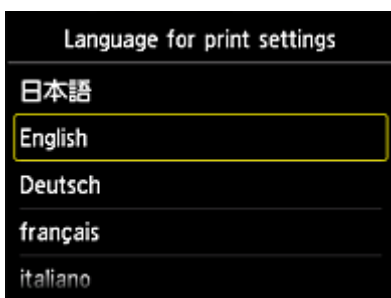 Language for print settings
日本語
English
Deutsch
français
italiano